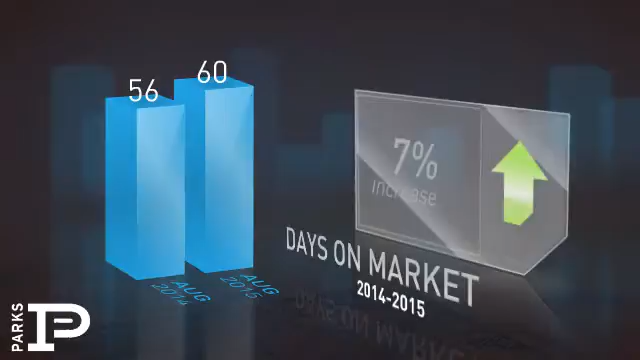 56
60
7%
increase
AUG
2014
AUG
2015
DAYS ON MARKET
2014-2015
PARKS
P